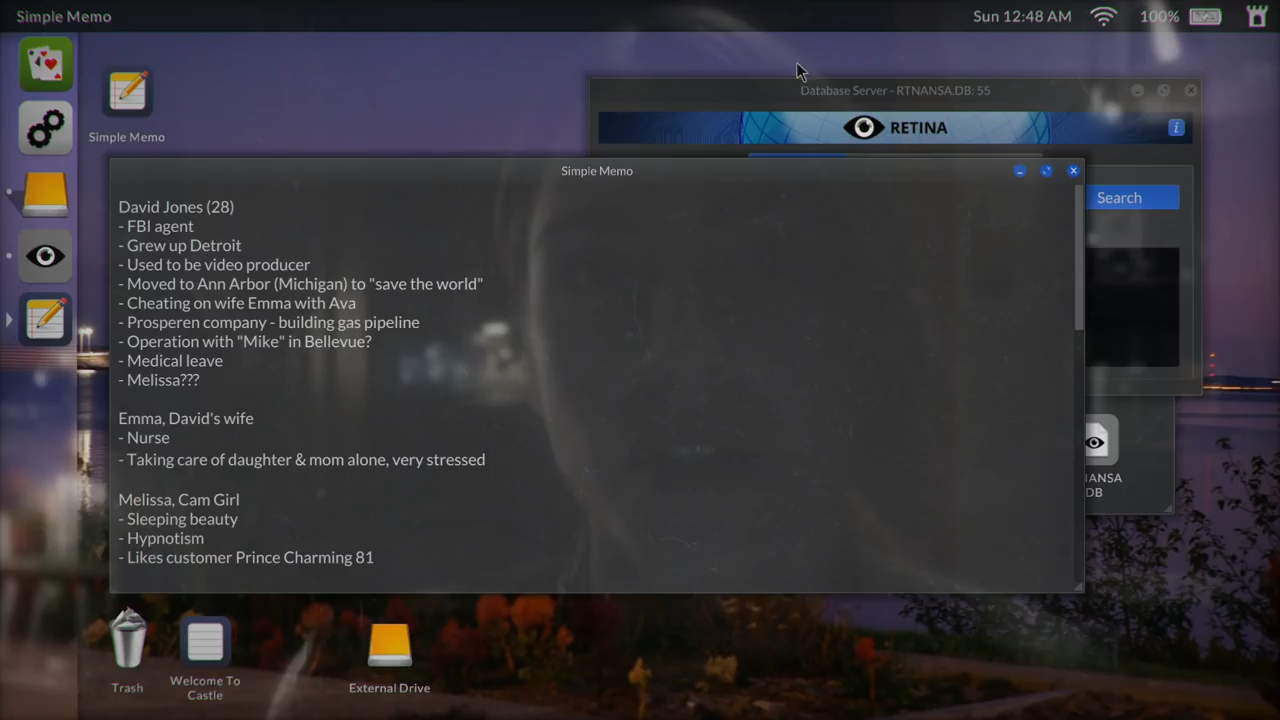 Simple Memo
Sun 12:48 AM
100%
Simple Memo
Database Server - RTNANSA.DB: 55
RETINA
i
Simple Memo
Search
David Jones (28)
- FBI agent
- Grew up Detroit
- Used to be video producer
- Moved to Ann Arbor (Michigan) to "save the world"
- Cheating on wife Emma with Ava
- Prosperen company - building gas pipeline
- Operation with "Mike" in Bellevue?
- Medical leave
- Melissa???
Emma, David's wife
- Nurse
- Taking care of daughter & mom alone, very stressed
Melissa, Cam Girl
- Sleeping beauty
- Hypnotism
- Likes customer Prince Charming 81
NANSA
DB
Trash
Welcome To
Castle
External Drive